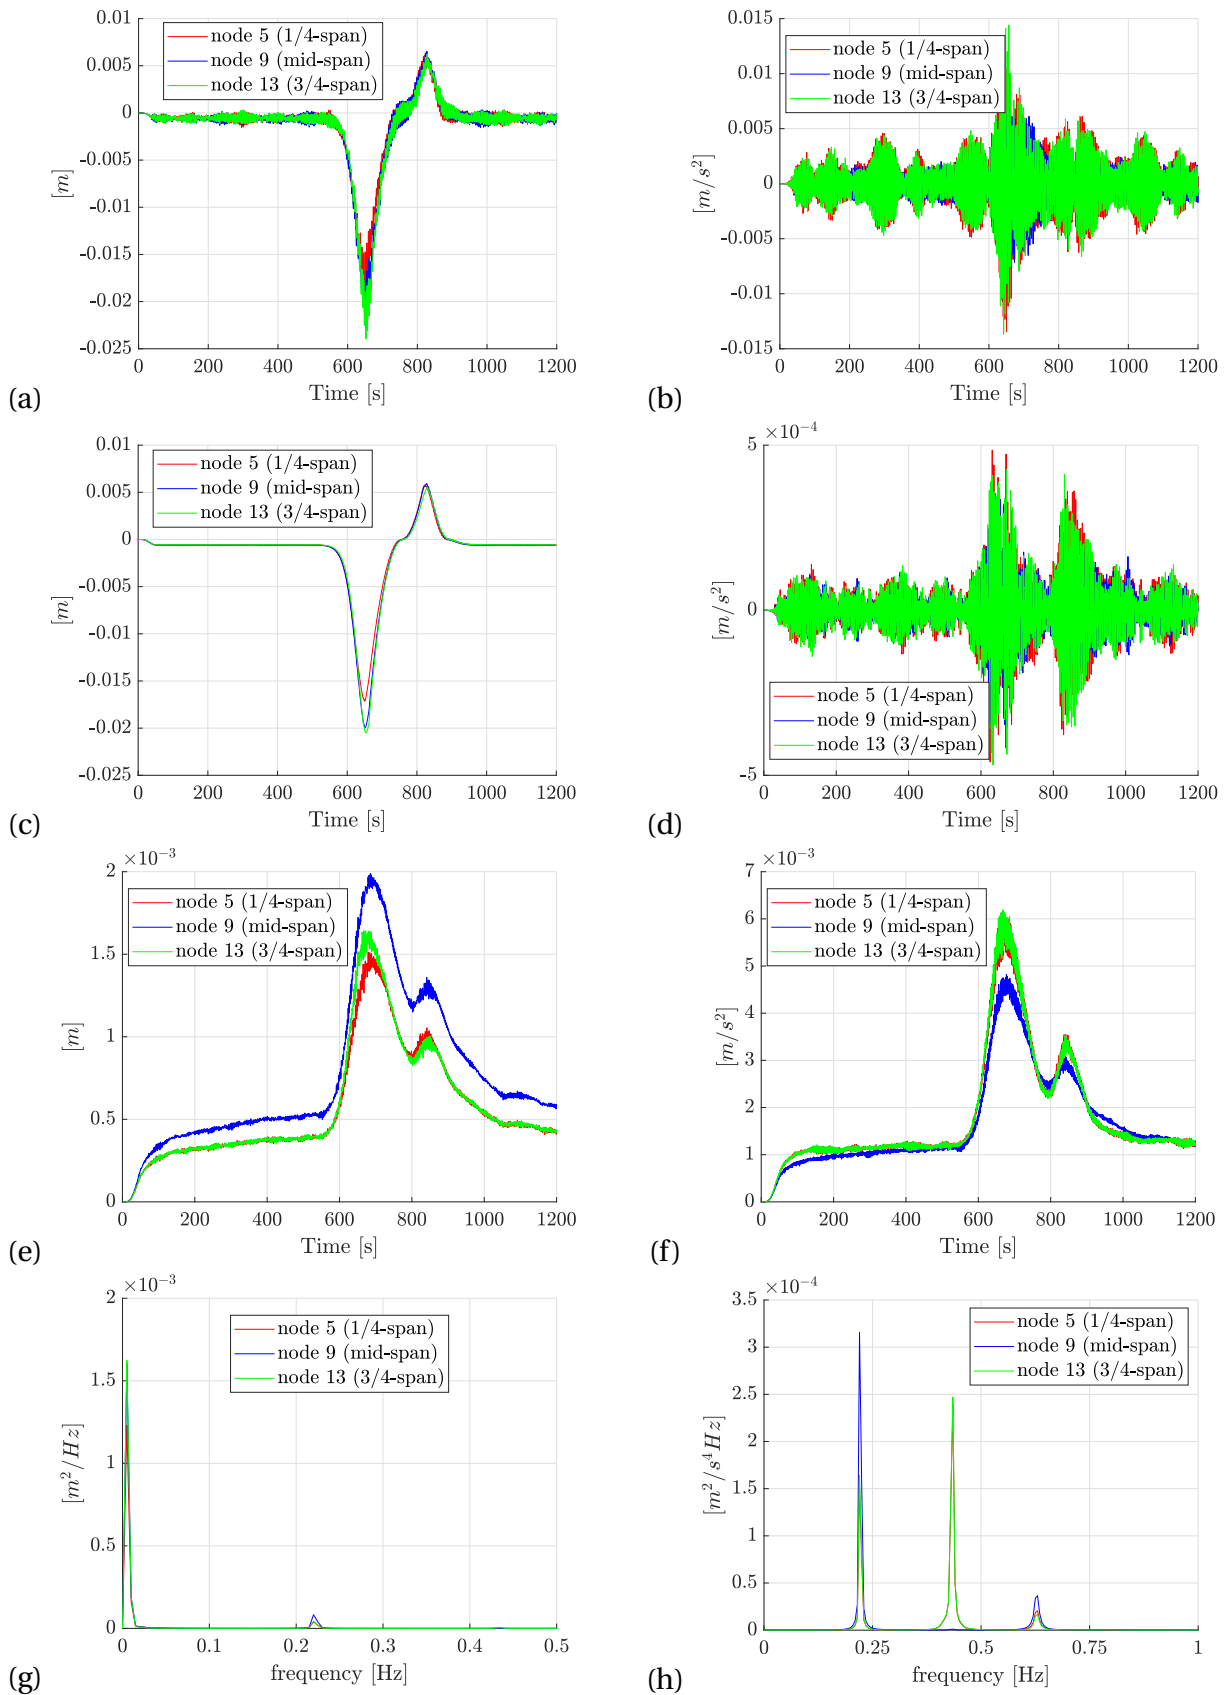 0.01
0.005
0
-0.005
-0.01
-0.015
-0.02
-0.025
[m]
node 5 (1/4-span)
node 9 (mid-span)
node 13 (3/4-span)
0 200 400 600 800 1000 1200
Time [s]
(a)
0.015
0.01
0.005
0
-0.005
-0.01
-0.015
[m/s²]
node 5 (1/4-span)
node 9 (mid-span)
node 13 (3/4-span)
0 200 400 600 800 1000 1200
Time [s]
(b)
0.01
0.005
0
-0.005
-0.01
-0.015
-0.02
-0.025
[m]
node 5 (1/4-span)
node 9 (mid-span)
node 13 (3/4-span)
0 200 400 600 800 1000 1200
Time [s]
(c)
×10⁻⁴
5
0
-5
[m/s²]
node 5 (1/4-span)
node 9 (mid-span)
node 13 (3/4-span)
0 200 400 600 800 1000 1200
Time [s]
(d)
×10⁻³
2
1.5
1
0.5
0
[m]
node 5 (1/4-span)
node 9 (mid-span)
node 13 (3/4-span)
0 200 400 600 800 1000 1200
Time [s]
(e)
×10⁻³
7
6
5
4
3
2
1
0
[m/s²]
node 5 (1/4-span)
node 9 (mid-span)
node 13 (3/4-span)
0 200 400 600 800 1000 1200
Time [s]
(f)
×10⁻³
2
1.5
1
0.5
0
[m²/Hz]
node 5 (1/4-span)
node 9 (mid-span)
node 13 (3/4-span)
0 0.1 0.2 0.3 0.4 0.5
frequency [Hz]
(g)
×10⁻⁴
3.5
3
2.5
2
1.5
1
0.5
0
[m²/s⁴Hz]
node 5 (1/4-span)
node 9 (mid-span)
node 13 (3/4-span)
0 0.25 0.5 0.75 1
frequency [Hz]
(h)